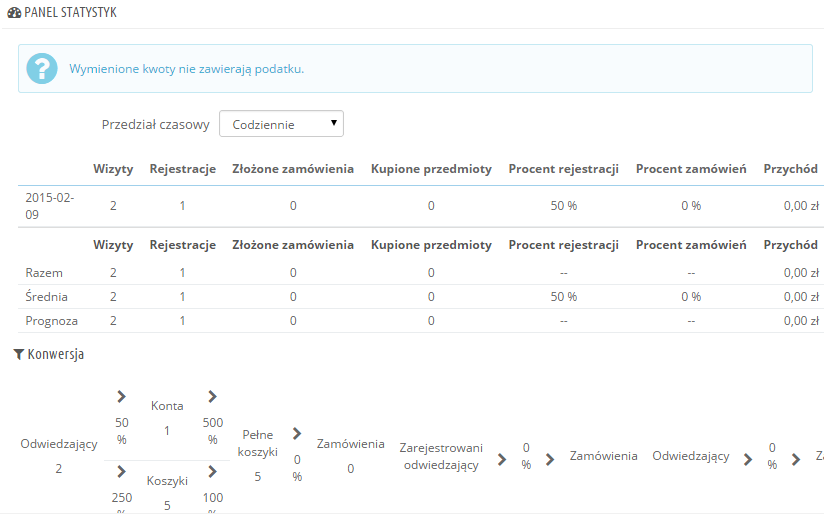 PANEL STATYSTYK
Wymienione kwoty nie zawierają podatku.
Przedział czasowy Codziennie
Wizyty Rejestracje Złożone zamówienia Kupione przedmioty Procent rejestracji Procent zamówień Przychód
2015-02-09 2 1 0 0 50 % 0 % 0,00 zł
Wizyty Rejestracje Złożone zamówienia Kupione przedmioty Procent rejestracji Procent zamówień Przychód
Razem 2 1 0 0 -- -- 0,00 zł
Średnia 2 1 0 0 50 % 0 % 0,00 zł
Prognoza 2 1 0 0 -- -- 0,00 zł
Konwersja
Odwiedzający
2
50
%
Konta
1
500
%
250
%
Koszyki
5
100
%
Pełne
koszyki
5
0
%
Zamówienia
0
Zarejestrowani
odwiedzający
0
%
Zamówienia
Odwiedzający
0
%